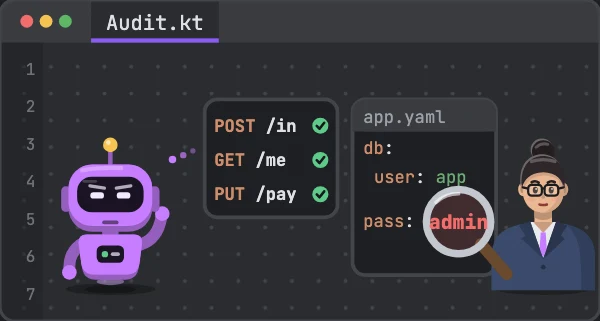 Audit.kt
1
2
3
4
5
6
7
POST /in
GET /me
PUT /pay
app.yaml
db:
user: app
pass: admin